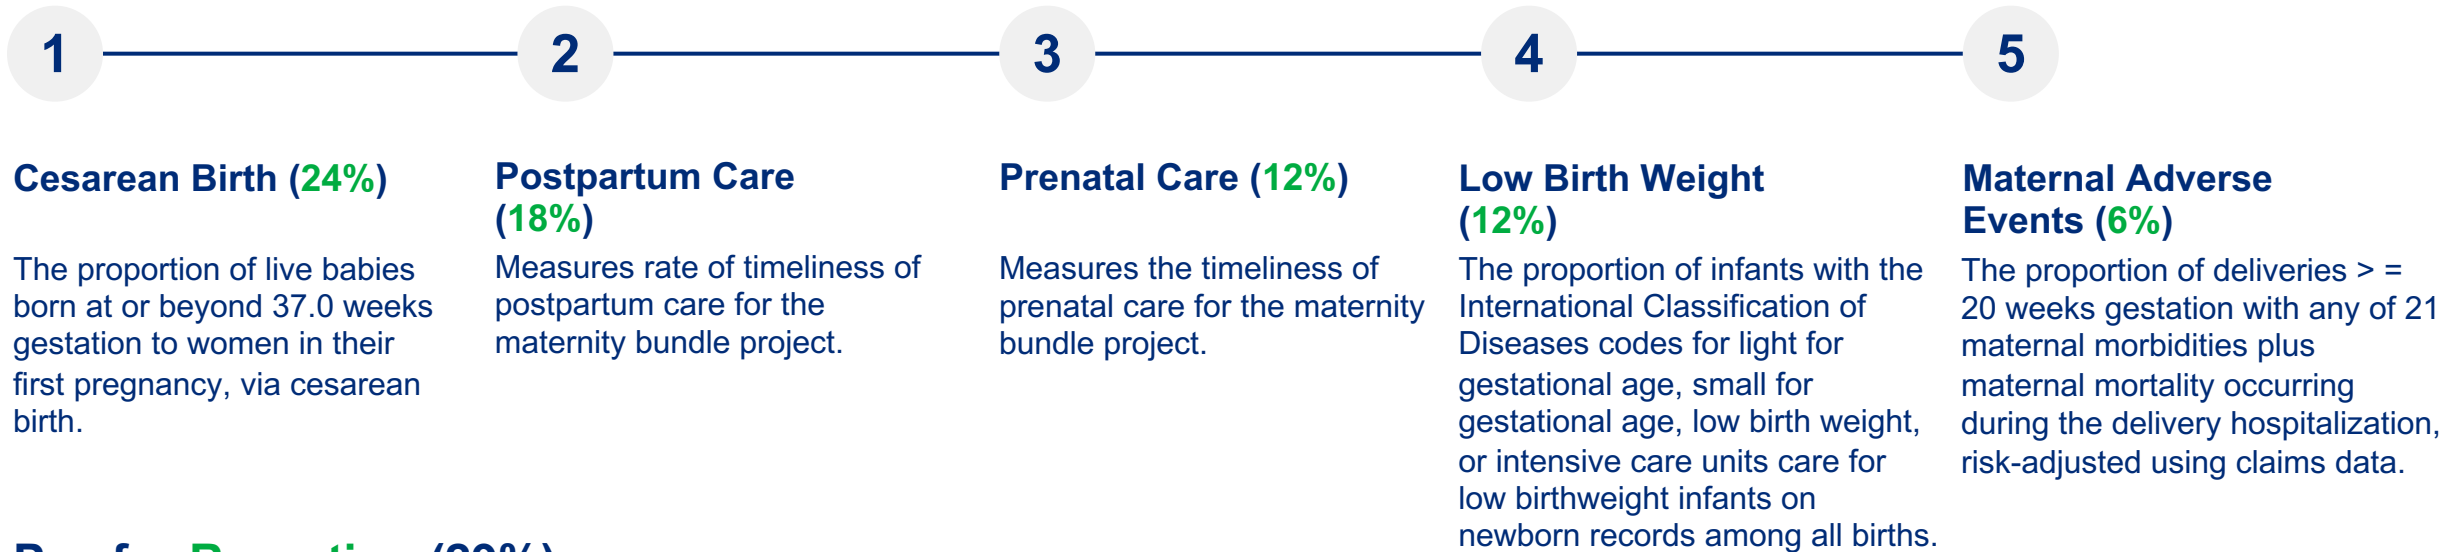 1
2
3
4
5
Cesarean Birth (24%)
The proportion of live babies
born at or beyond 37.0 weeks
gestation to women in their
first pregnancy, via cesarean
birth.
Postpartum Care
(18%)
Measures rate of timeliness of
postpartum care for the
maternity bundle project.
Prenatal Care (12%)
Measures the timeliness of
prenatal care for the maternity
bundle project.
Low Birth Weight
(12%)
The proportion of infants with the
International Classification of
Diseases codes for light for
gestational age, small for
gestational age, low birth weight,
or intensive care units care for
low birthweight infants on
newborn records among all births.
Maternal Adverse
Events (6%)
The proportion of deliveries > =
20 weeks gestation with any of 21
maternal morbidities plus
maternal mortality occurring
during the delivery hospitalization,
risk-adjusted using claims data.